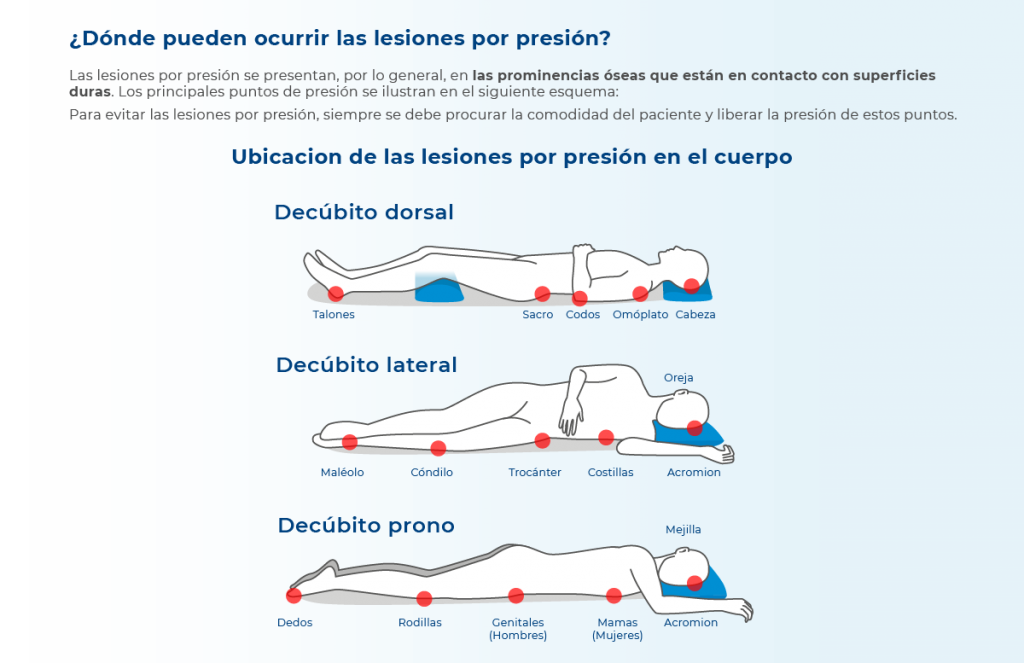 ¿Dónde pueden ocurrir las lesiones por presión?
Las lesiones por presión se presentan, por lo general, en las prominencias óseas que están en contacto con superficies
duras. Los principales puntos de presión se ilustran en el siguiente esquema:
Para evitar las lesiones por presión, siempre se debe procurar la comodidad del paciente y liberar la presión de estos puntos.
Ubicacion de las lesiones por presión en el cuerpo
Decúbito dorsal
Talones Sacro Codos Omóplato Cabeza
Decúbito lateral
Oreja
Maléolo Cóndilo Trocánter Costillas Acromion
Decúbito prono
Mejilla
Dedos Rodillas Genitales Mamas Acromion
(Hombres) (Mujeres)